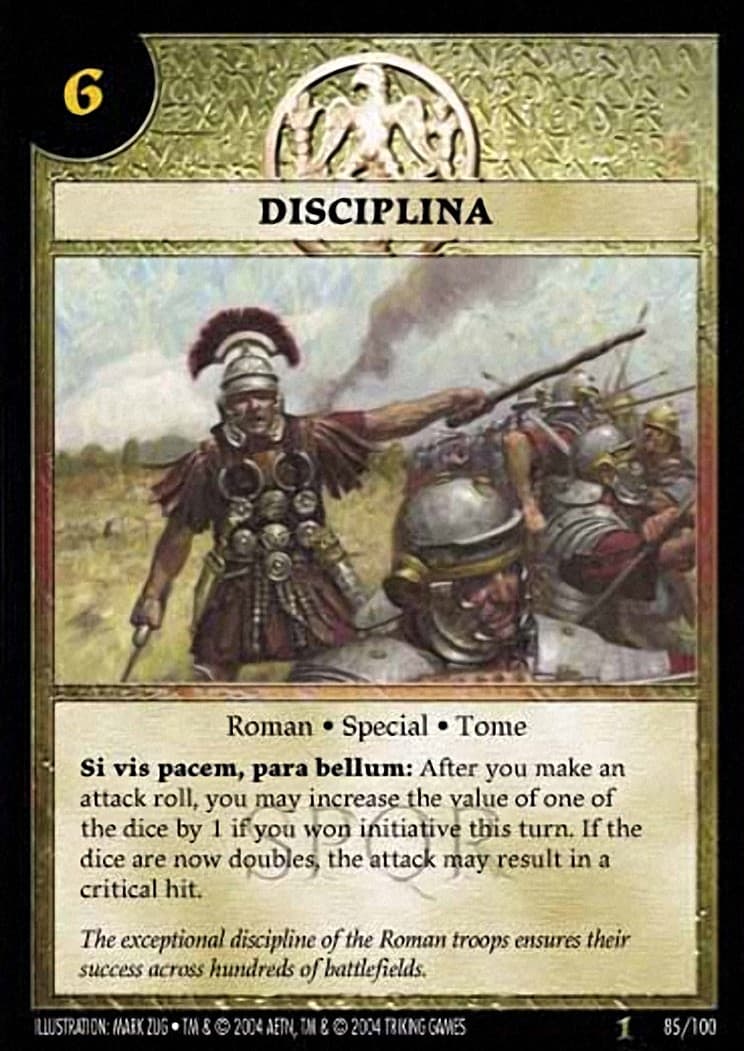 6
DISCIPLINA
Roman • Special • Tome
Si vis pacem, para bellum: After you make an
attack roll, you may increase the value of one of
the dice by 1 if you won initiative this turn. If the
dice are now doubles, the attack may result in a
critical hit.
SPQR
The exceptional discipline of the Roman troops ensures their
success across hundreds of battlefields.
ILLUSTRATION: MARK ZUG • TM & © 2004 AETN, TM & © 2004 TRIKING GAMES
1 85/100